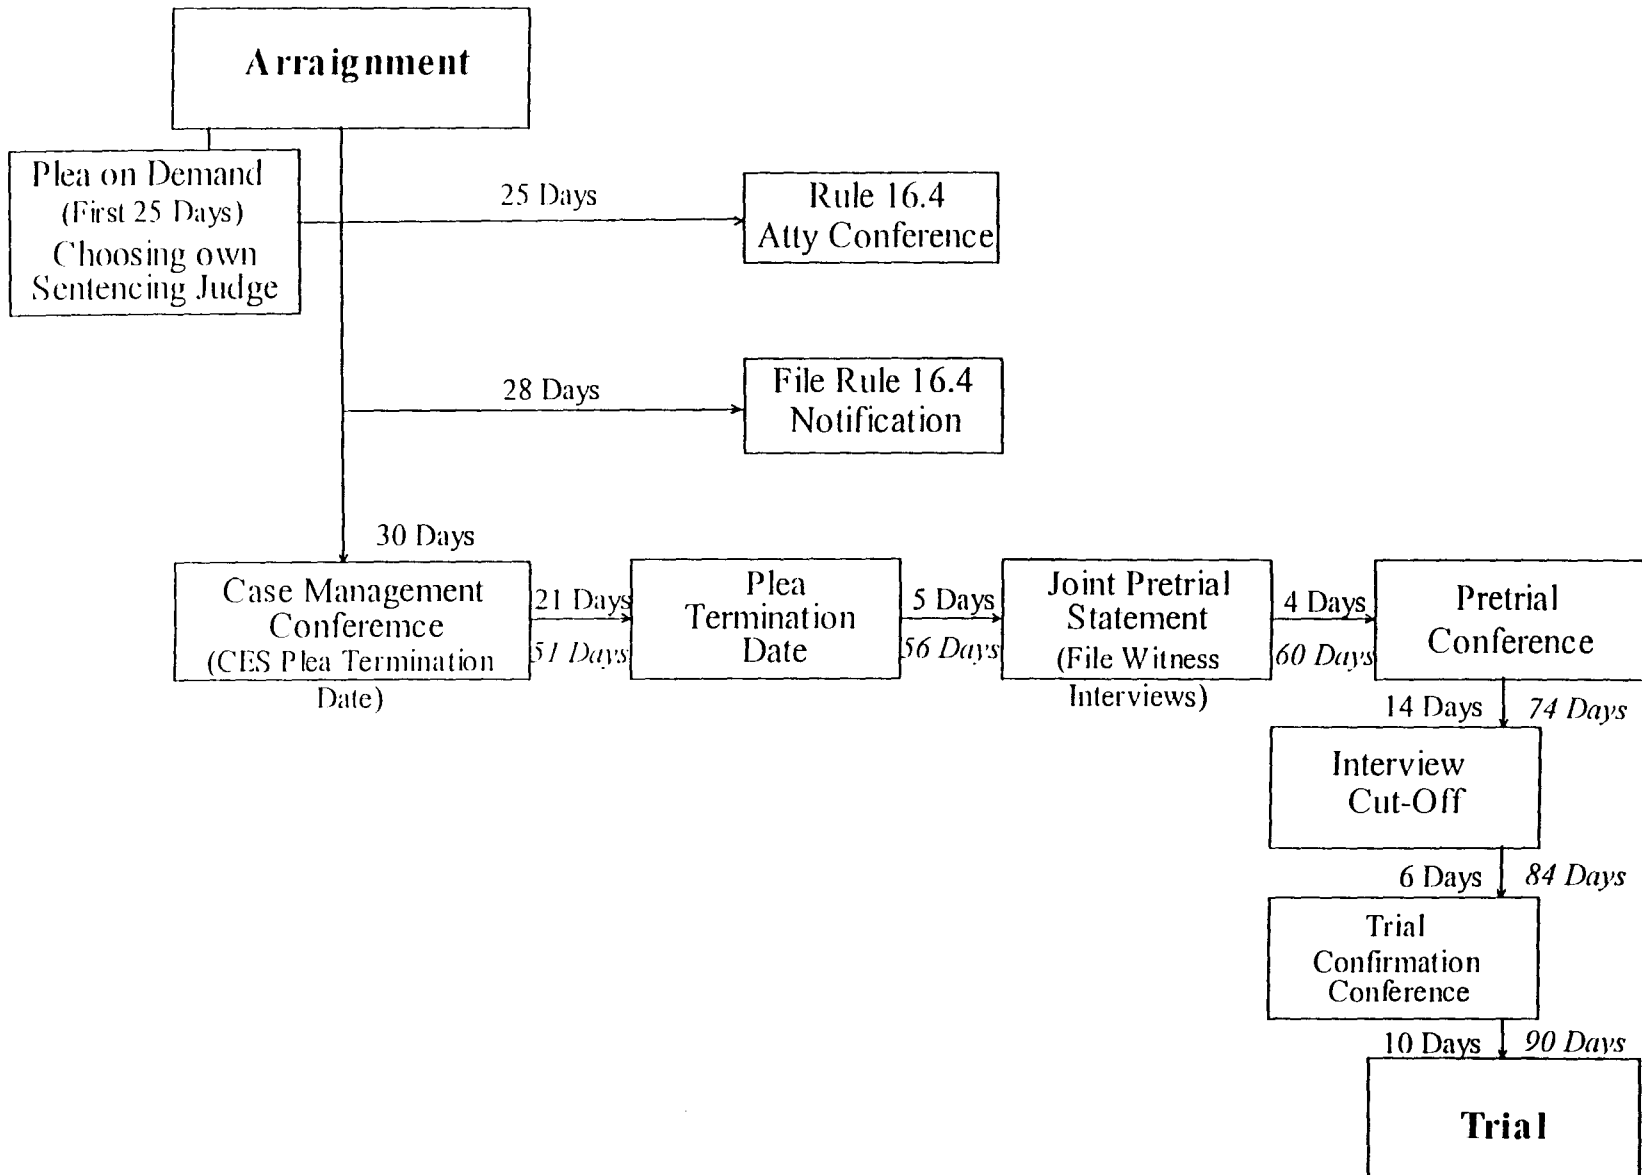 Arraignment
Plea on Demand
(First 25 Days)
Choosing own
Sentencing Judge
25 Days
Rule 16.4
Atty Conference
28 Days
File Rule 16.4
Notification
30 Days
Case Management
Conferemce
(CES Plea Termination
Date)
21 Days
51 Days
Plea
Termination
Date
5 Days
56 Days
Joint Pretrial
Statement
(File Witness
Interviews)
4 Days
60 Days
Pretrial
Conference
14 Days
74 Days
Interview
Cut-Off
6 Days
84 Days
Trial
Confirmation
Conference
10 Days
90 Days
Trial